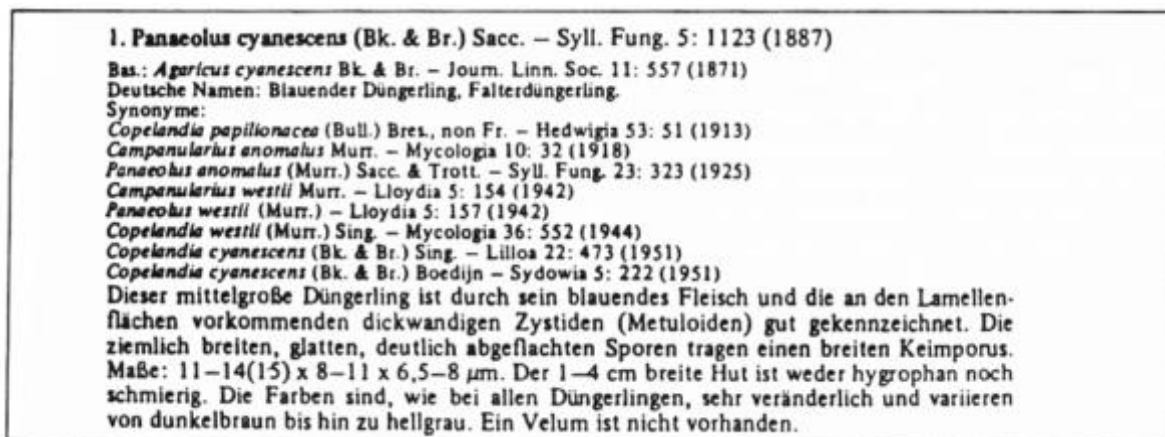 1. Panaeolus cyanescens (Bk. & Br.) Sacc. – Syll. Fung. 5: 1123 (1887)
Bas.: Agaricus cyanescens Bk. & Br. – Journ. Linn. Soc. 11: 557 (1871)
Deutsche Namen: Blauender Düngerling, Falterdüngerling.
Synonyme:
Copelandia papilionacea (Bull.) Bres., non Fr. – Hedwigia 53: 51 (1913)
Campanularius anomalus Murr. – Mycologia 10: 32 (1918)
Panaeolus anomalus (Murr.) Sacc. & Trott. – Syll. Fung. 23: 323 (1925)
Campanularius westii Murr. – Lloydia 5: 154 (1942)
Panaeolus westii (Murr.) – Lloydia 5: 157 (1942)
Copelandia westii (Murr.) Sing. – Mycologia 36: 552 (1944)
Copelandia cyanescens (Bk. & Br.) Sing. – Lilloa 22: 473 (1951)
Copelandia cyanescens (Bk. & Br.) Boedijn – Sydowia 5: 222 (1951)
Dieser mittelgroße Düngerling ist durch sein blauendes Fleisch und die an den Lamellen-
flächen vorkommenden dickwandigen Zystiden (Metuloiden) gut gekennzeichnet. Die
ziemlich breiten, glatten, deutlich abgeflachten Sporen tragen einen breiten Keimporus.
Maße: 11–14(15) x 8–11 x 6,5–8 µm. Der 1–4 cm breite Hut ist weder hygrophan noch
schmierig. Die Farben sind, wie bei allen Düngerlingen, sehr veränderlich und variieren
von dunkelbraun bis hin zu hellgrau. Ein Velum ist nicht vorhanden.